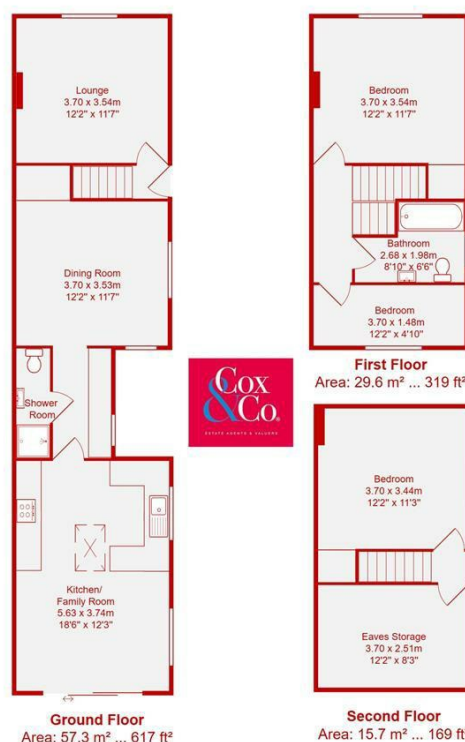 Lounge
3.70 x 3.54m
12'2" x 11'7"
Dining Room
3.70 x 3.53m
12'2" x 11'7"
Shower
Room
Kitchen/
Family Room
5.63 x 3.74m
18'6" x 12'3"
Ground Floor
Area: 57.3 m² ... 617 ft²
Cox
& Co.
ESTATE AGENTS & VALUERS
Bedroom
3.70 x 3.54m
12'2" x 11'7"
Bathroom
2.68 x 1.98m
8'10" x 6'6"
Bedroom
3.70 x 1.48m
12'2" x 4'10"
First Floor
Area: 29.6 m² ... 319 ft²
Bedroom
3.70 x 3.44m
12'2" x 11'3"
Eaves Storage
3.70 x 2.51m
12'2" x 8'3"
Second Floor
Area: 15.7 m² ... 169 ft²